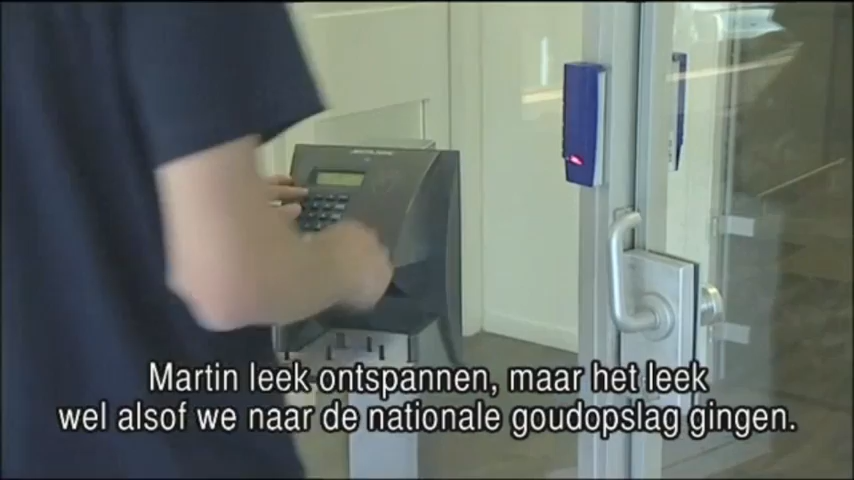 Martin leek ontspannen, maar het leek
wel alsof we naar de nationale goudopslag gingen.